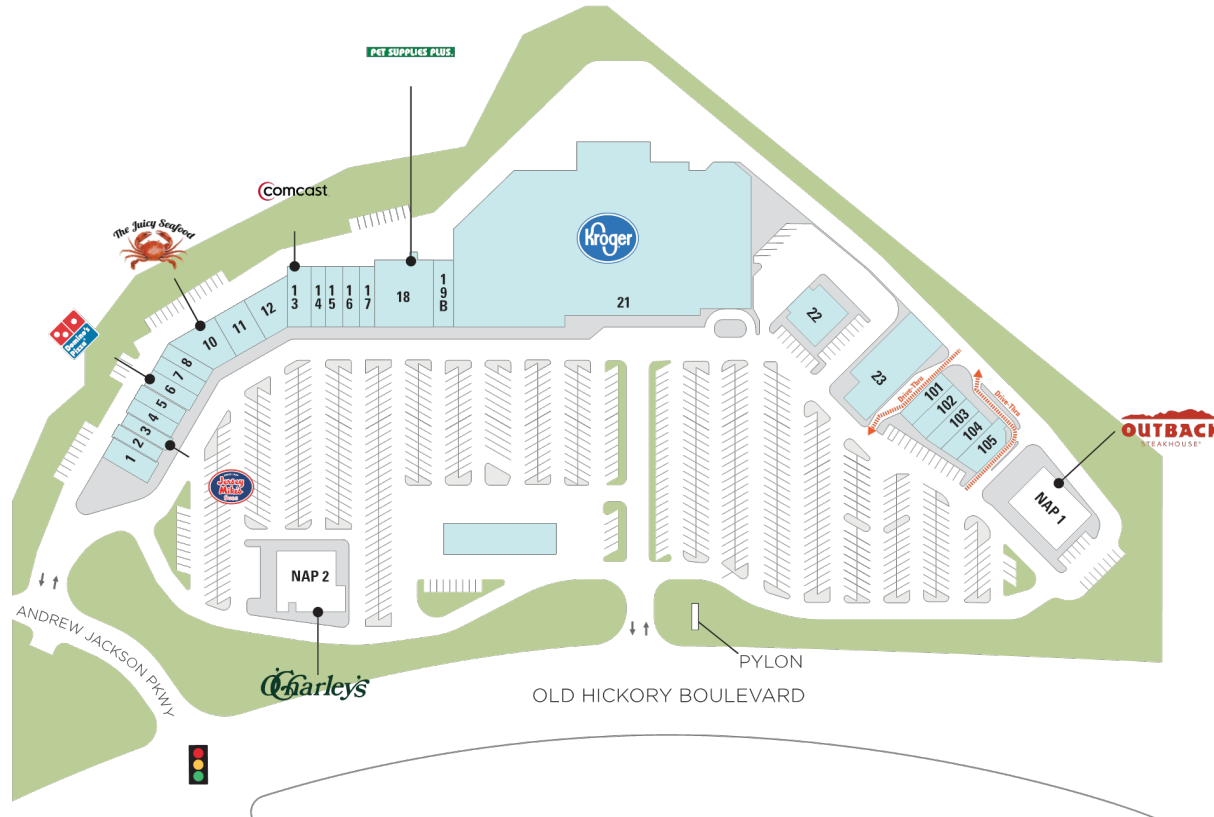 PET SUPPLIES PLUS.
comcast
The Juicy Seafood
Domino's
Pizza
Kroger
21
19B
18
17
16
15
14
13
12
11
10
8
7
6
5
4
3
2
1
22
23
Drive-Thru
Drive-Thru
101
102
103
104
105
OUTBACK
STEAKHOUSE
NAP 1
Jersey
Mike's
Subs
NAP 2
O'Charley's
PYLON
OLD HICKORY BOULEVARD
ANDREW JACKSON PKWY